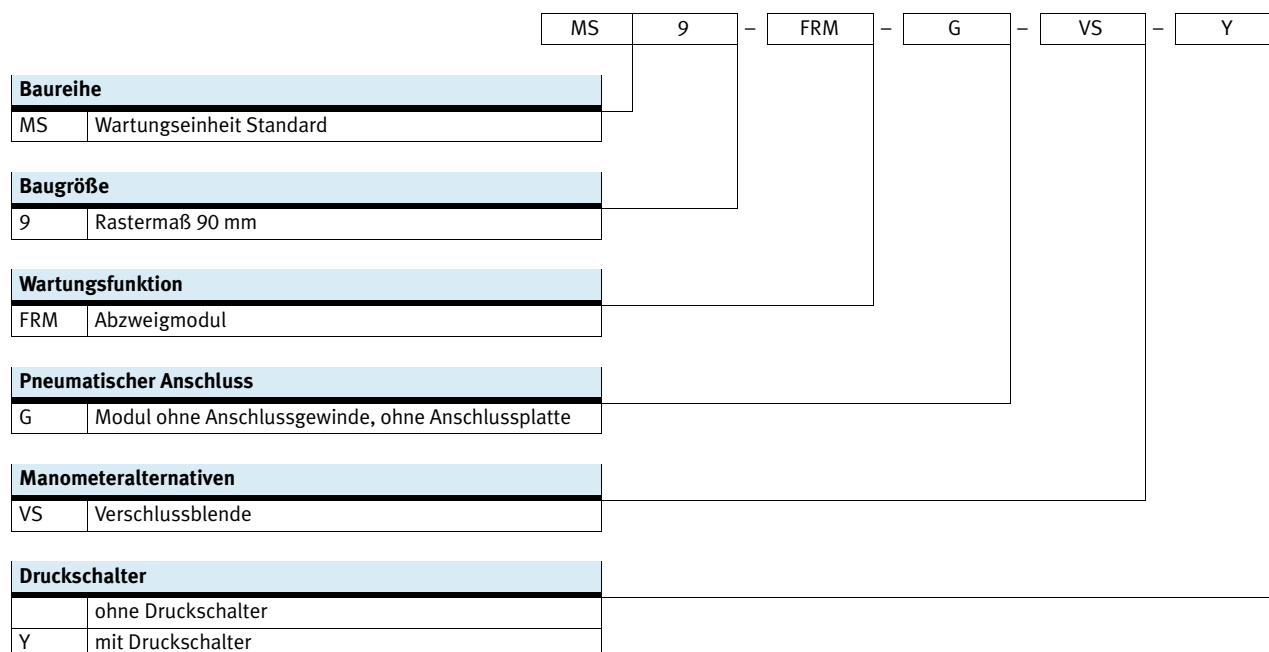 MS 9 – FRM – G – VS – Y
Baureihe
MS Wartungseinheit Standard
Baugröße
9 Rastermaß 90 mm
Wartungsfunktion
FRM Abzweigmodul
Pneumatischer Anschluss
G Modul ohne Anschlussgewinde, ohne Anschlussplatte
Manometeralternativen
VS Verschlussblende
Druckschalter
ohne Druckschalter
Y mit Druckschalter